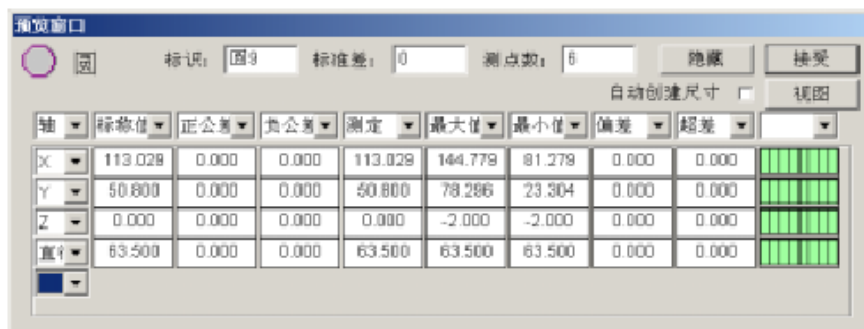 预览窗口
圆 标识: 圆9 标准差: 0 测点数: 6 隐藏 接受
自动创建尺寸 视图
轴 标称值 正公差 负公差 测定 最大值 最小值 偏差 超差
X 113.029 0.000 0.000 113.029 144.779 81.279 0.000 0.000
Y 50.800 0.000 0.000 50.800 78.296 23.304 0.000 0.000
Z 0.000 0.000 0.000 0.000 -2.000 -2.000 0.000 0.000
直径 63.500 0.000 0.000 63.500 63.500 63.500 0.000 0.000